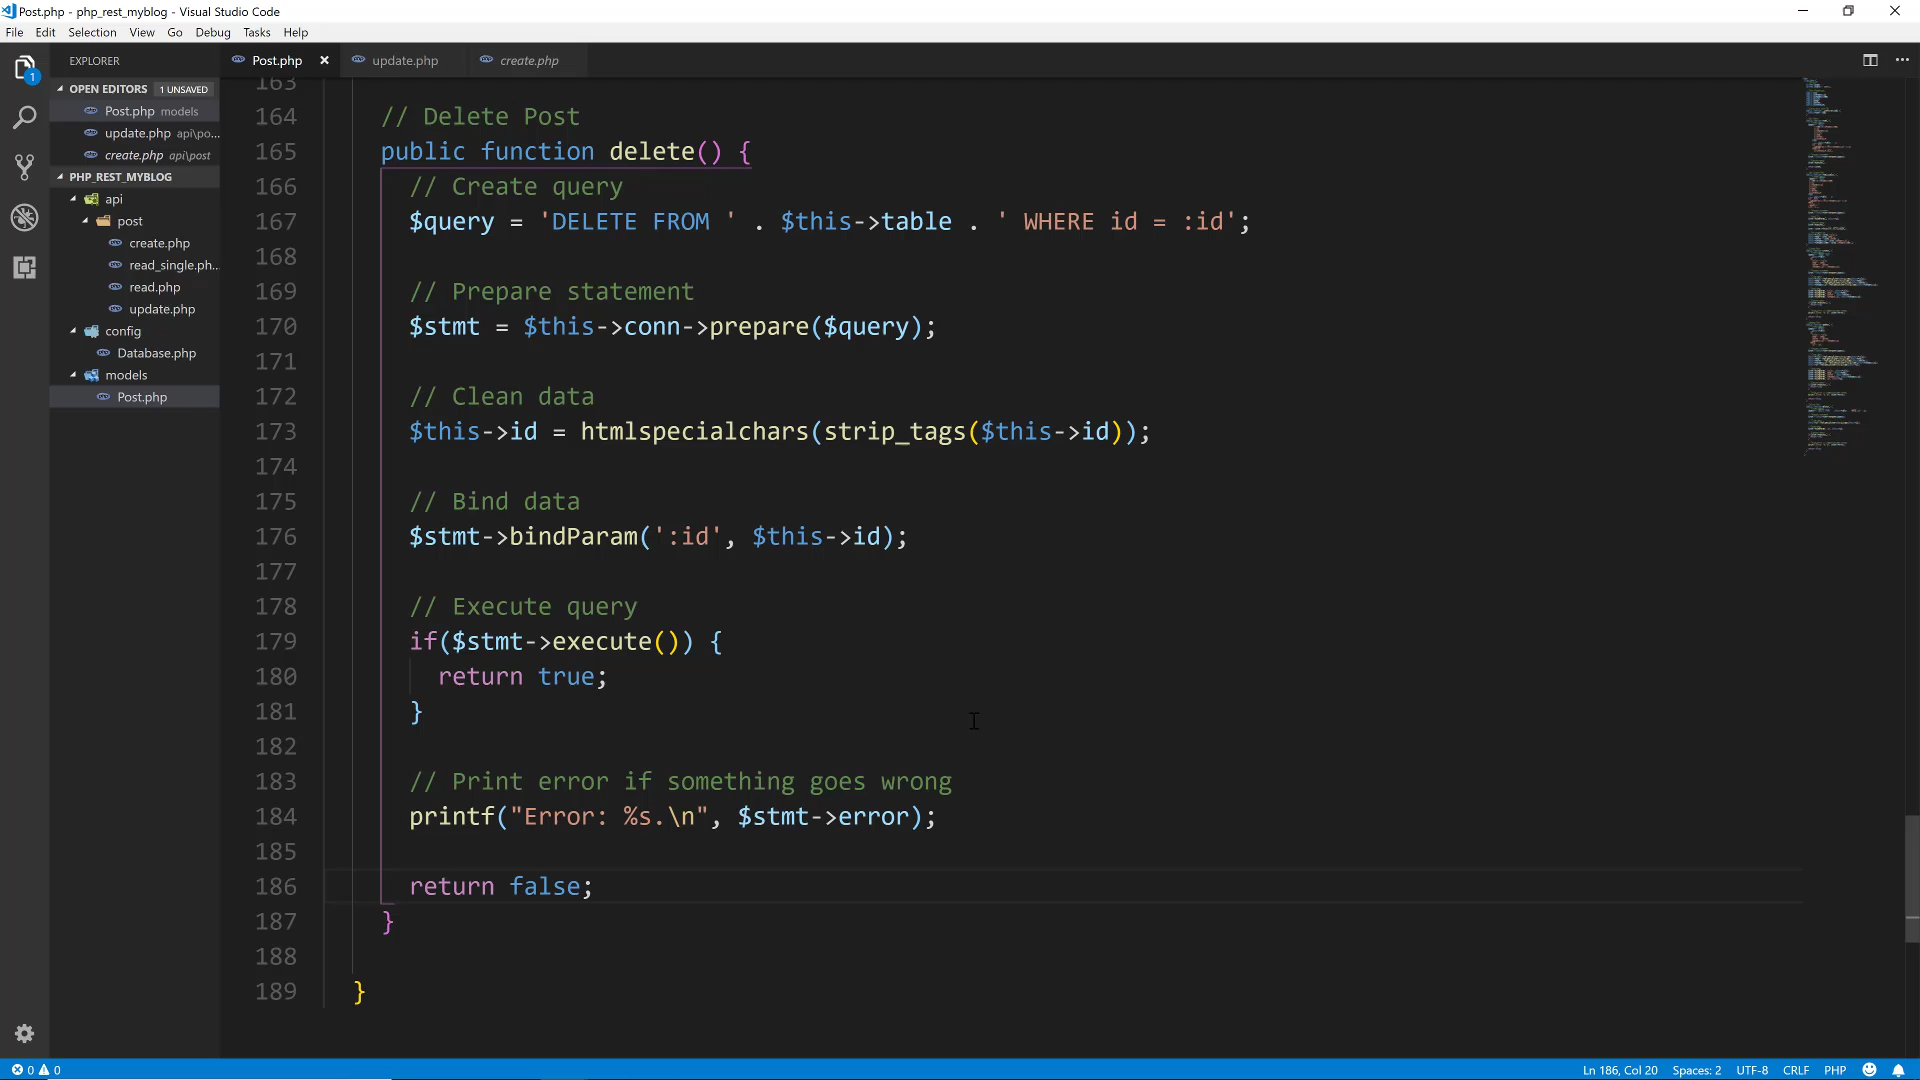 Post.php - php_rest_myblog - Visual Studio Code
File Edit Selection View Go Debug Tasks Help
EXPLORER
Post.php
update.php
create.php
1
OPEN EDITORS 1 UNSAVED
Post.php models
update.php api\po...
create.php api\post
PHP_REST_MYBLOG
api
post
create.php
read_single.ph...
read.php
update.php
config
Database.php
models
Post.php
163
164 // Delete Post
165 public function delete() {
166 // Create query
167 $query = 'DELETE FROM ' . $this->table . ' WHERE id = :id';
168
169 // Prepare statement
170 $stmt = $this->conn->prepare($query);
171
172 // Clean data
173 $this->id = htmlspecialchars(strip_tags($this->id));
174
175 // Bind data
176 $stmt->bindParam(':id', $this->id);
177
178 // Execute query
179 if($stmt->execute()) {
180 return true;
181 }
182
183 // Print error if something goes wrong
184 printf("Error: %s.\n", $stmt->error);
185
186 return false;
187 }
188
189 }
0 0
Ln 186, Col 20 Spaces: 2 UTF-8 CRLF PHP